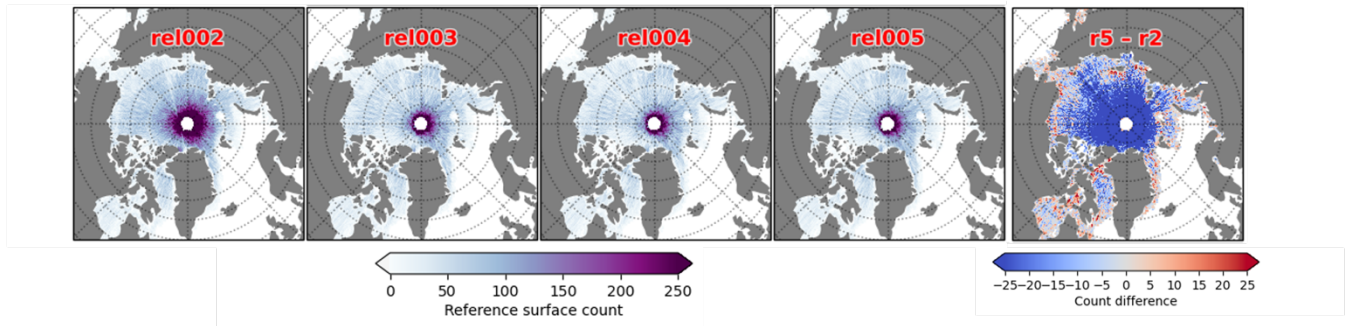 rel002
rel003
rel004
rel005
r5 - r2
0 50 100 150 200 250
Reference surface count
−25 −20 −15 −10 −5 0 5 10 15 20 25
Count difference